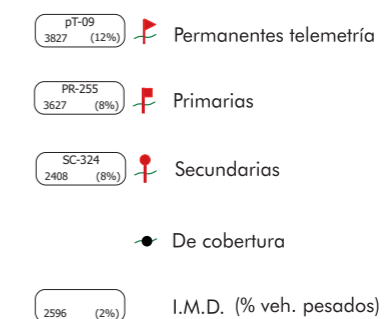 pT-09
3827 (12%)
Permanentes telemetría
PR-255
3627 (8%)
Primarias
SC-324
2408 (8%)
Secundarias
De cobertura
2596 (2%)
I.M.D. (% veh. pesados)